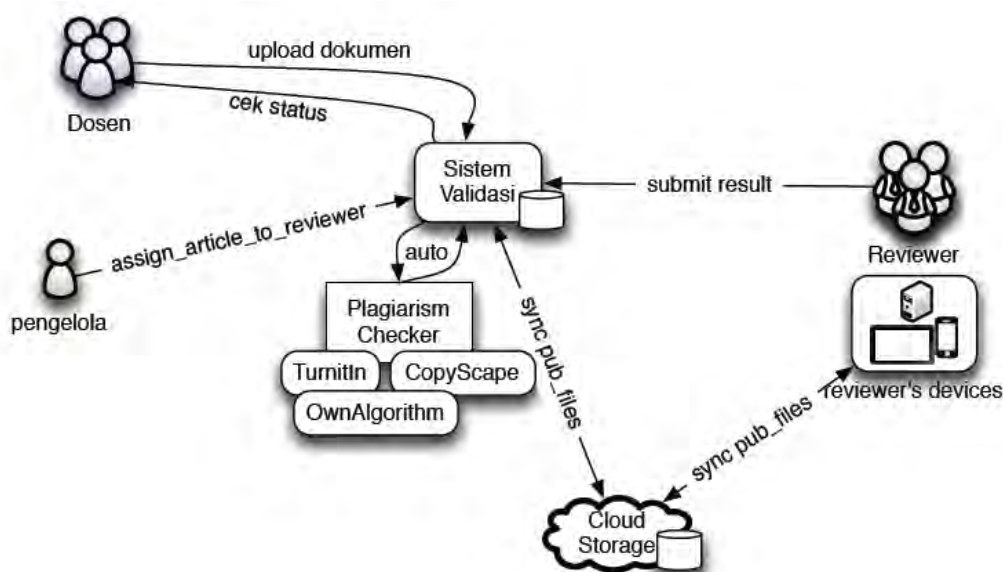 upload dokumen
cek status
Dosen
Sistem
Validasi
submit result
Reviewer
assign_article_to_reviewer
pengelola
auto
Plagiarism
Checker
TurnitIn
CopyScape
OwnAlgorithm
sync pub_files
reviewer's devices
sync pub_files
Cloud
Storage